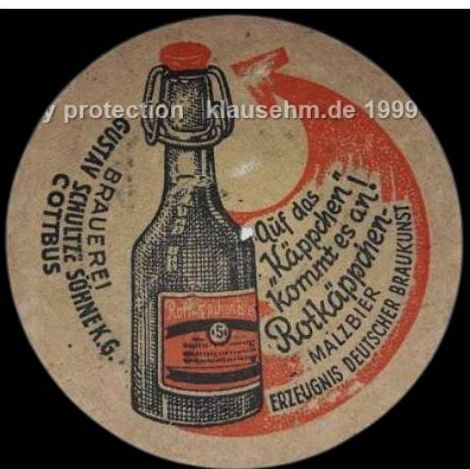 y protection klausehm.de 1999
BRAUEREI
GUSTAV SCHULTZE SÖHNE K.G.
COTTBUS
Auf das
"Käppchen"
kommt es an!
Rotkäppchen-
MALZBIER
ERZEUGNIS DEUTSCHER BRAUKUNST